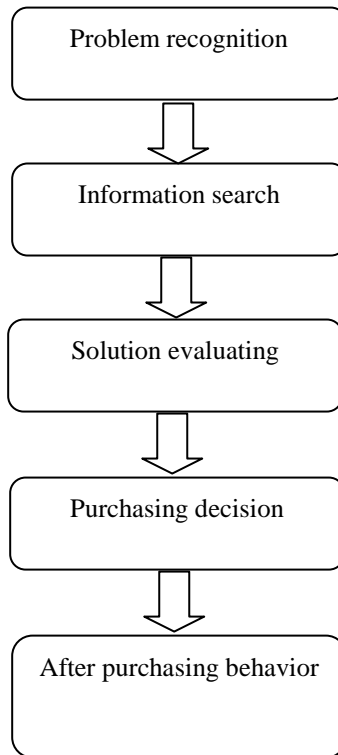 Problem recognition
Information search
Solution evaluating
Purchasing decision
After purchasing behavior